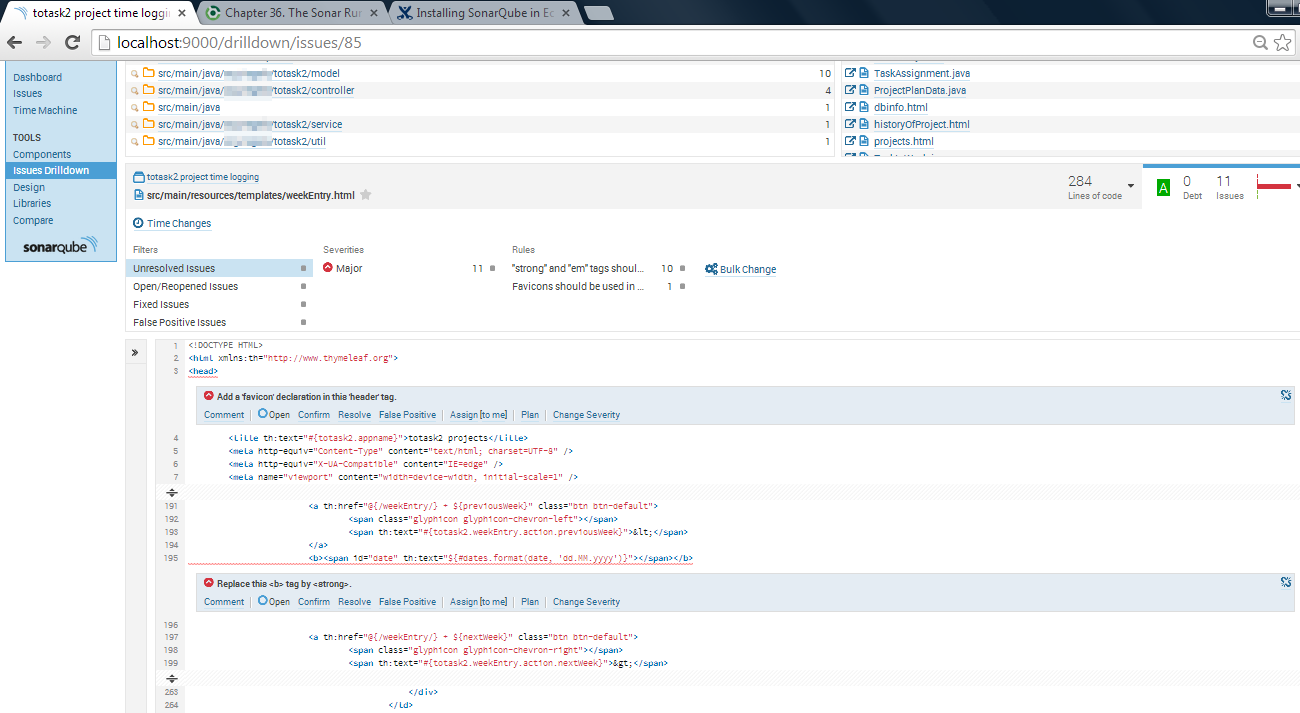 totask2 project time loggi
Chapter 36. The Sonar Ru
Installing SonarQube in Ec
localhost:9000/drilldown/issues/85
Dashboard
Issues
Time Machine
TOOLS
Components
Issues Drilldown
Design
Libraries
Compare
sonarqube
src/main/java/ /totask2/model 10
src/main/java/ /totask2/controller 4
src/main/java 1
src/main/java/ /totask2/service 1
src/main/java/ /totask2/util 1
TaskAssignment.java
ProjectPlanData.java
dbinfo.html
historyOfProject.html
projects.html
totask2 project time logging
src/main/resources/templates/weekEntry.html
284
Lines of code
A
0
Debt
11
Issues
Time Changes
Filters
Unresolved Issues
Open/Reopened Issues
Fixed Issues
False Positive Issues
Severities
Major 11
Rules
"strong" and "em" tags shoul... 10
Favicons should be used in ... 1
Bulk Change
»
1 <!DOCTYPE HTML>
2 <html xmlns:th="http://www.thymeleaf.org">
3 <head>
Add a 'favicon' declaration in this 'header' tag.
Comment Open Confirm Resolve False Positive Assign [to me] Plan Change Severity
4 <title th:text="#{totask2.appname}">totask2 projects</title>
5 <meta http-equiv="Content-Type" content="text/html; charset=UTF-8" />
6 <meta http-equiv="X-UA-Compatible" content="IE=edge" />
7 <meta name="viewport" content="width=device-width, initial-scale=1" />
191 <a th:href="@{/weekEntry/} + ${previousWeek}" class="btn btn-default">
192 <span class="glyphicon glyphicon-chevron-left"></span>
193 <span th:text="#{totask2.weekEntry.action.previousWeek}">&lt;</span>
194 </a>
195 <b><span id="date" th:text="${#dates.format(date, 'dd.MM.yyyy')}"></span></b>
Replace this <b> tag by <strong>.
Comment Open Confirm Resolve False Positive Assign [to me] Plan Change Severity
196
197 <a th:href="@{/weekEntry/} + ${nextWeek}" class="btn btn-default">
198 <span class="glyphicon glyphicon-chevron-right"></span>
199 <span th:text="#{totask2.weekEntry.action.nextWeek}">&gt;</span>
263 </div>
264 </td>